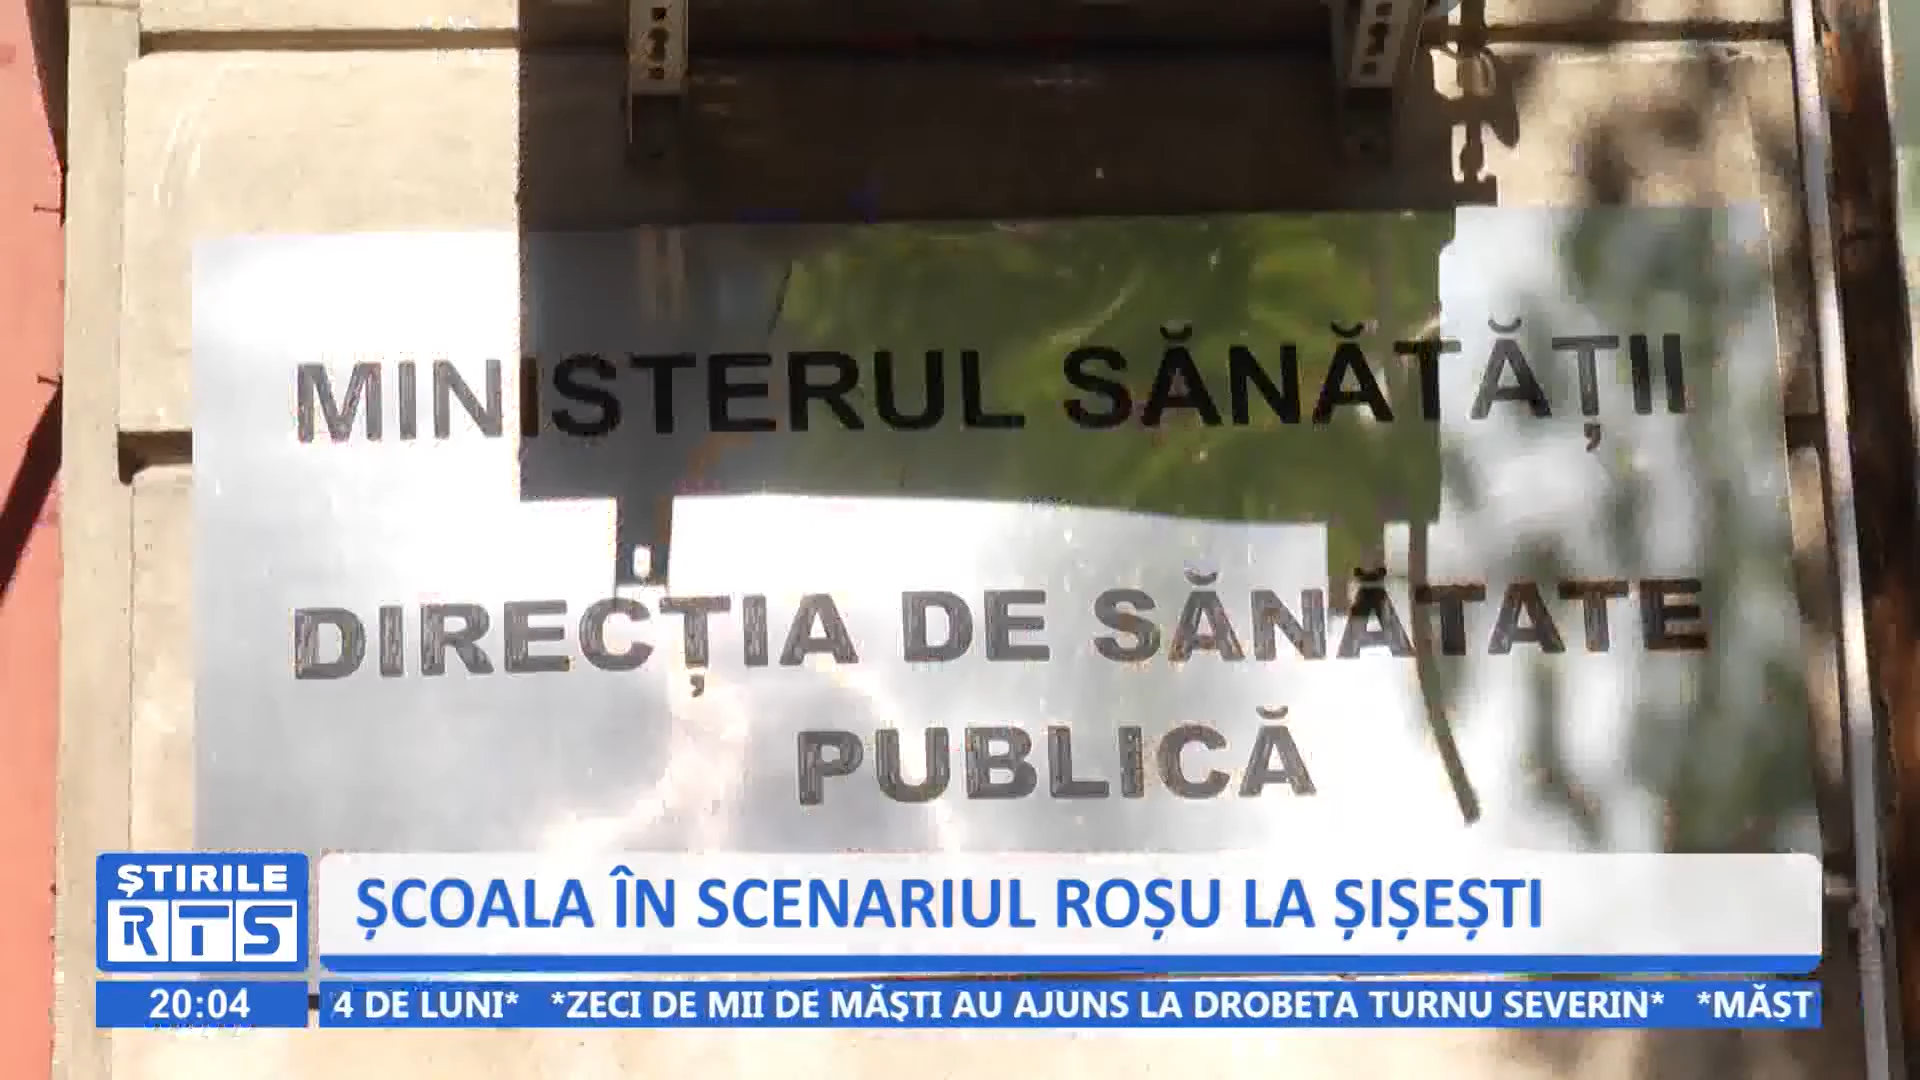 MINISTERUL SĂNĂTĂȚII
DIRECȚIA DE SĂNĂTATE
PUBLICĂ
ȘTIRILE
RTS
ȘCOALA ÎN SCENARIUL ROȘU LA ȘIȘEȘTI
20:04
4 DE LUNI* *ZECI DE MII DE MĂŞTI AU AJUNS LA DROBETA TURNU SEVERIN* *MĂȘT